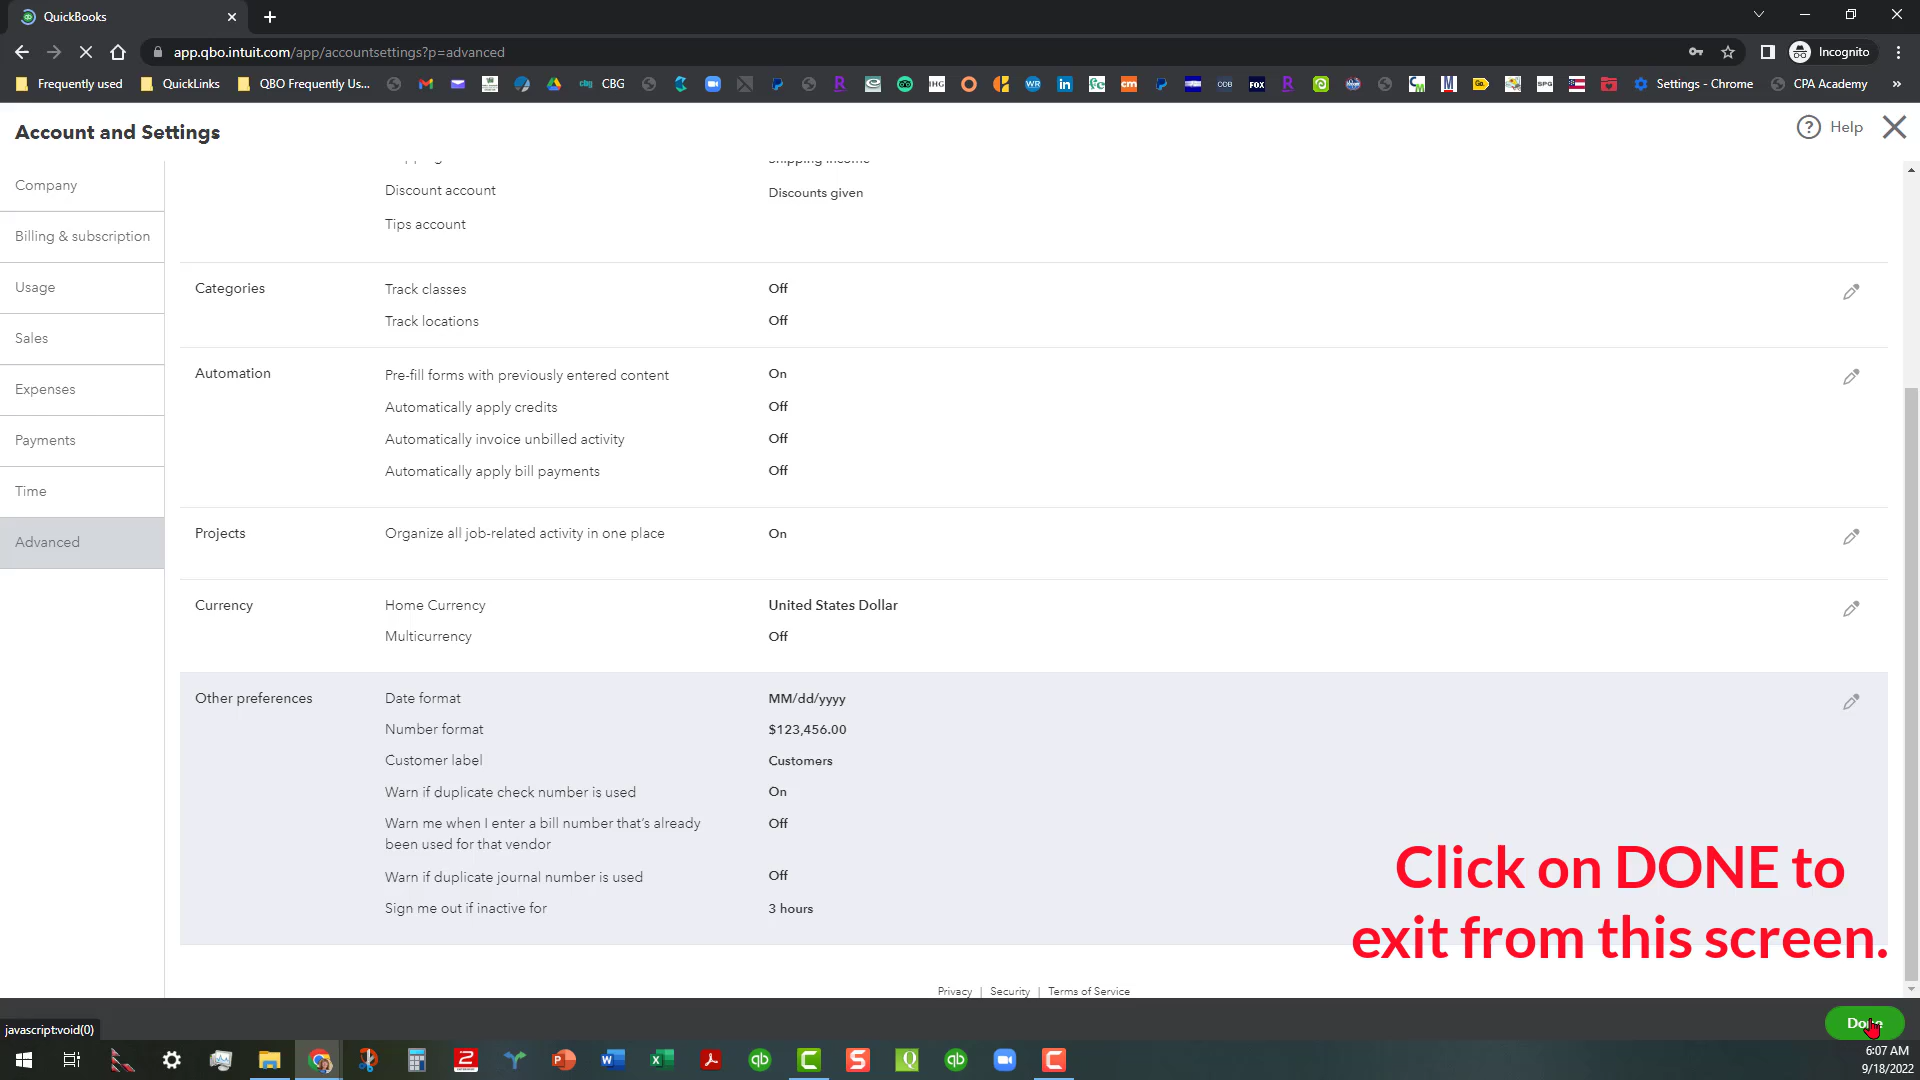 QuickBooks
app.qbo.intuit.com/app/accountsettings?p=advanced
Incognito
Frequently used
QuickLinks
QBO Frequently Us...
CBG
IHG
WR
COB
FOX
SPG
Settings - Chrome
CPA Academy
»
Account and Settings
? Help
Company
Billing & subscription
Usage
Sales
Expenses
Payments
Time
Advanced
Shipping income
Discount account Discounts given
Tips account
Categories Track classes Off
Track locations Off
Automation Pre-fill forms with previously entered content On
Automatically apply credits Off
Automatically invoice unbilled activity Off
Automatically apply bill payments Off
Projects Organize all job-related activity in one place On
Currency Home Currency United States Dollar
Multicurrency Off
Other preferences Date format MM/dd/yyyy
Number format $123,456.00
Customer label Customers
Warn if duplicate check number is used On
Warn me when I enter a bill number that's already Off
been used for that vendor
Warn if duplicate journal number is used Off
Sign me out if inactive for 3 hours
Click on DONE to
exit from this screen.
Privacy | Security | Terms of Service
javascript:void(0)
Done
6:07 AM
9/18/2022